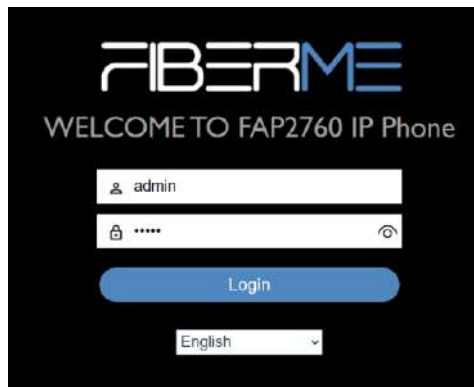 FIBERME
WELCOME TO FAP2760 IP Phone
admin
•••••
Login
English